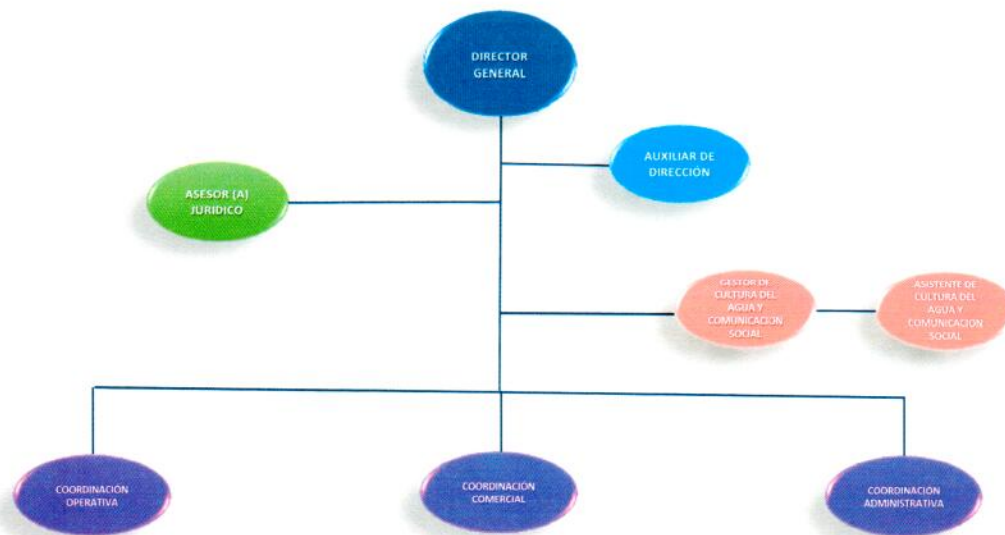 DIRECTOR
GENERAL
AUXILIAR DE
DIRECCIÓN
ASESOR (A)
JURIDICO
GESTOR DE
CULTURA DEL
AGUA Y
COMUNICACION
SOCIAL
ASISTENTE DE
CULTURA DEL
AGUA Y
COMUNICACION
SOCIAL
COORDINACIÓN
OPERATIVA
COORDINACIÓN
COMERCIAL
COORDINACIÓN
ADMINISTRATIVA